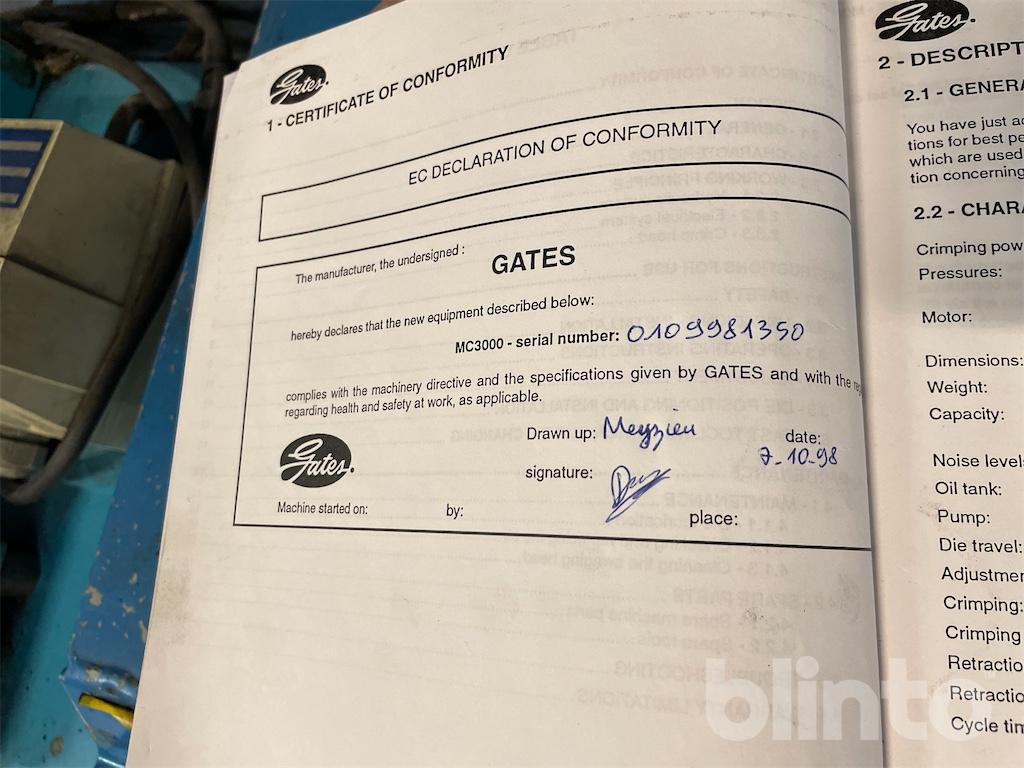 Gates.
1 - CERTIFICATE OF CONFORMITY
EC DECLARATION OF CONFORMITY
The manufacturer, the undersigned :
GATES
hereby declares that the new equipment described below:
MC3000 - serial number: 0109981350
complies with the machinery directive and the specifications given by GATES and with the
regarding health and safety at work, as applicable.
Gates.
Drawn up: Meyzieu
date:
7-10-98
signature:
Machine started on:
by:
place:
Gates.
2 - DESCRIPT
2.1 - GENERA
You have just
tions for best
which are used
tion concerning
2.2 - CHARA
Crimping pow
Pressures:
Motor:
Dimensions:
Weight:
Capacity:
Noise level
Oil tank:
Pump:
Die travel:
Adjustmen
Crimping:
Crimping
Retractio
Retractio
Cycle tim
blinto